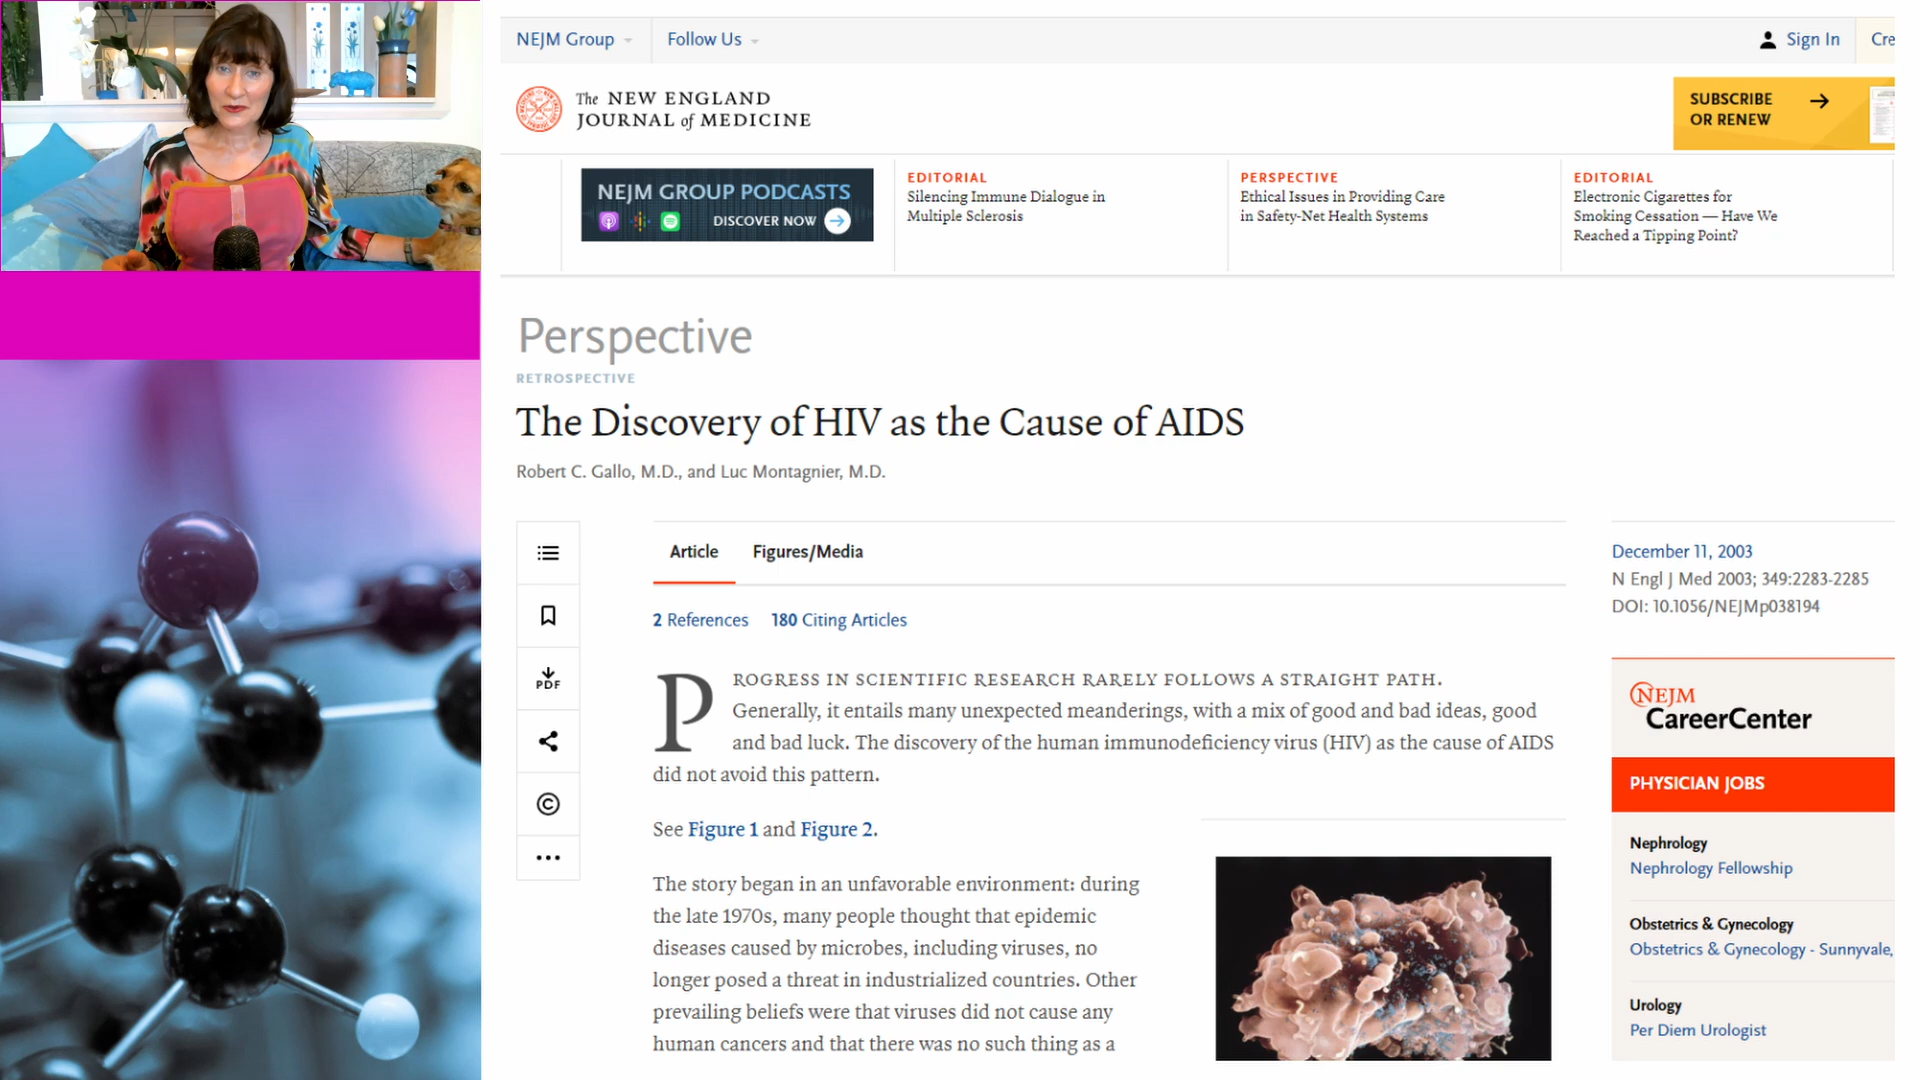 NEJM Group
Follow Us
Sign In
Cre
The NEW ENGLAND
JOURNAL of MEDICINE
SUBSCRIBE
OR RENEW
NEJM GROUP PODCASTS
DISCOVER NOW
EDITORIAL
Silencing Immune Dialogue in
Multiple Sclerosis
PERSPECTIVE
Ethical Issues in Providing Care
in Safety-Net Health Systems
EDITORIAL
Electronic Cigarettes for
Smoking Cessation — Have We
Reached a Tipping Point?
Perspective
RETROSPECTIVE
The Discovery of HIV as the Cause of AIDS
Robert C. Gallo, M.D., and Luc Montagnier, M.D.
Article
Figures/Media
2 References 180 Citing Articles
PROGRESS IN SCIENTIFIC RESEARCH RARELY FOLLOWS A STRAIGHT PATH.
Generally, it entails many unexpected meanderings, with a mix of good and bad ideas, good
and bad luck. The discovery of the human immunodeficiency virus (HIV) as the cause of AIDS
did not avoid this pattern.
See Figure 1 and Figure 2.
The story began in an unfavorable environment: during
the late 1970s, many people thought that epidemic
diseases caused by microbes, including viruses, no
longer posed a threat in industrialized countries. Other
prevailing beliefs were that viruses did not cause any
human cancers and that there was no such thing as a
PDF
December 11, 2003
N Engl J Med 2003; 349:2283-2285
DOI: 10.1056/NEJMp038194
NEJM
CareerCenter
PHYSICIAN JOBS
Nephrology
Nephrology Fellowship
Obstetrics & Gynecology
Obstetrics & Gynecology - Sunnyvale,
Urology
Per Diem Urologist